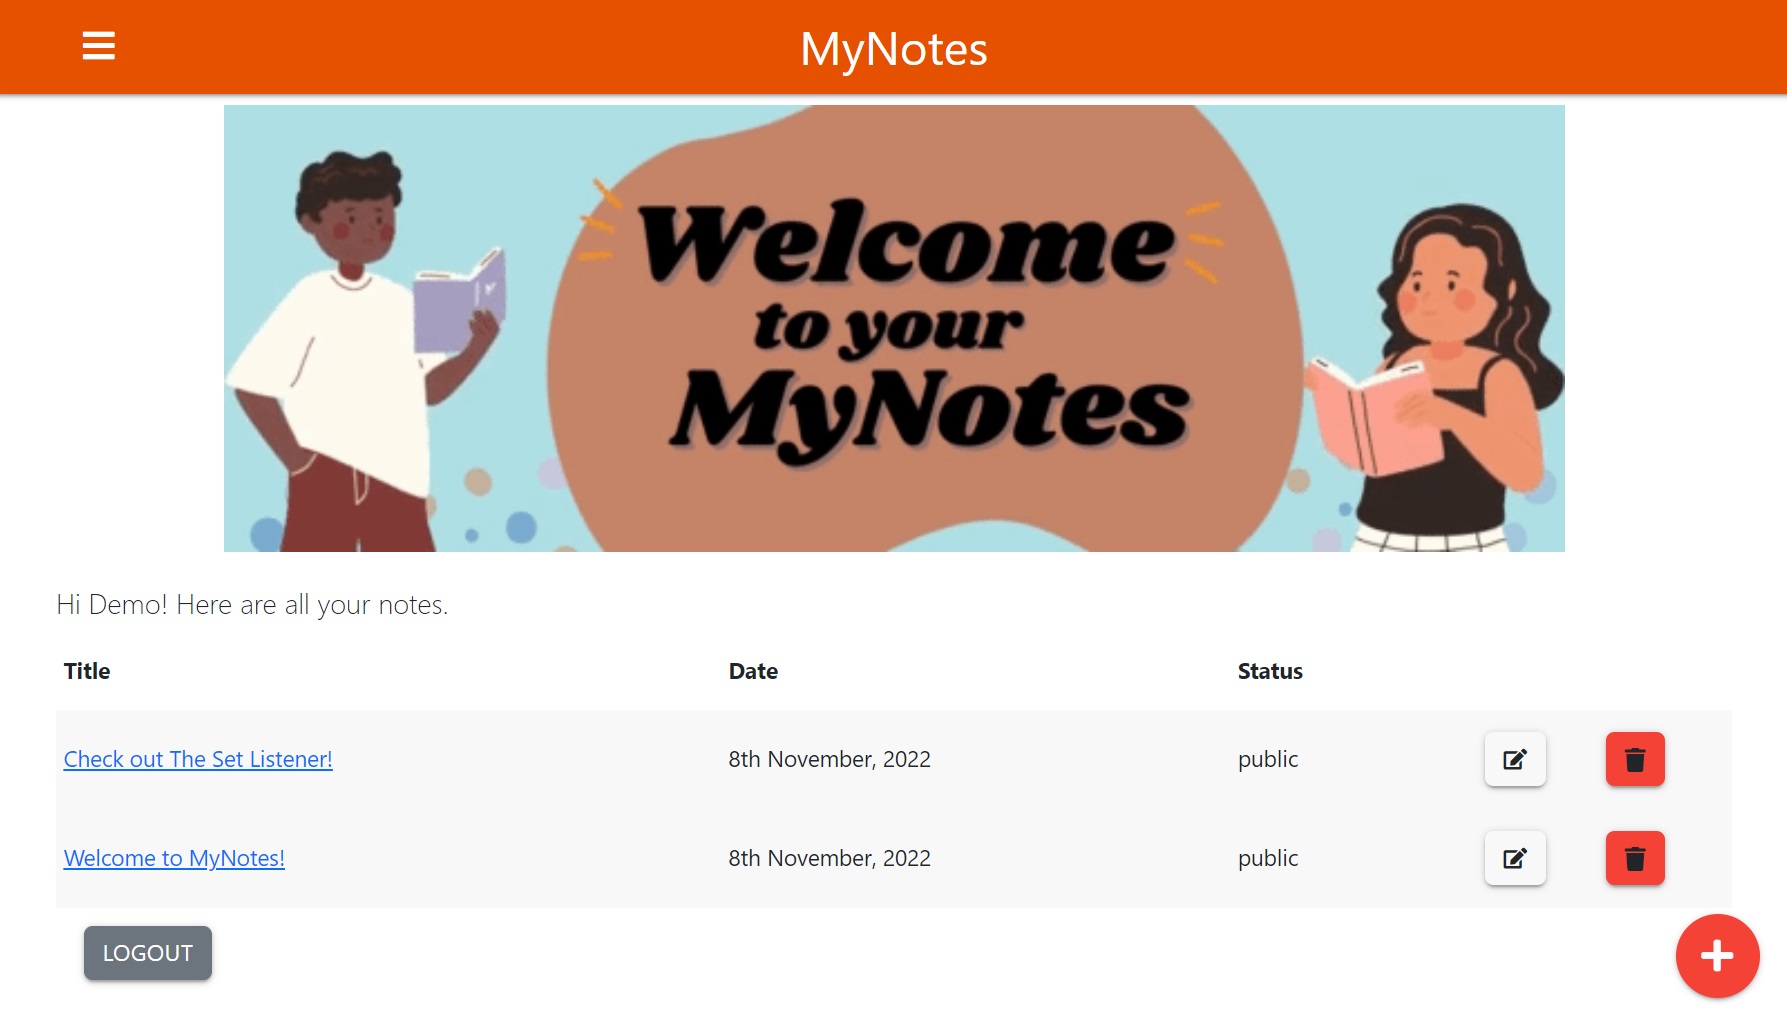 MyNotes
Welcome
to your
MyNotes
Hi Demo! Here are all your notes.
Title Date Status
Check out The Set Listener! 8th November, 2022 public
Welcome to MyNotes! 8th November, 2022 public
LOGOUT